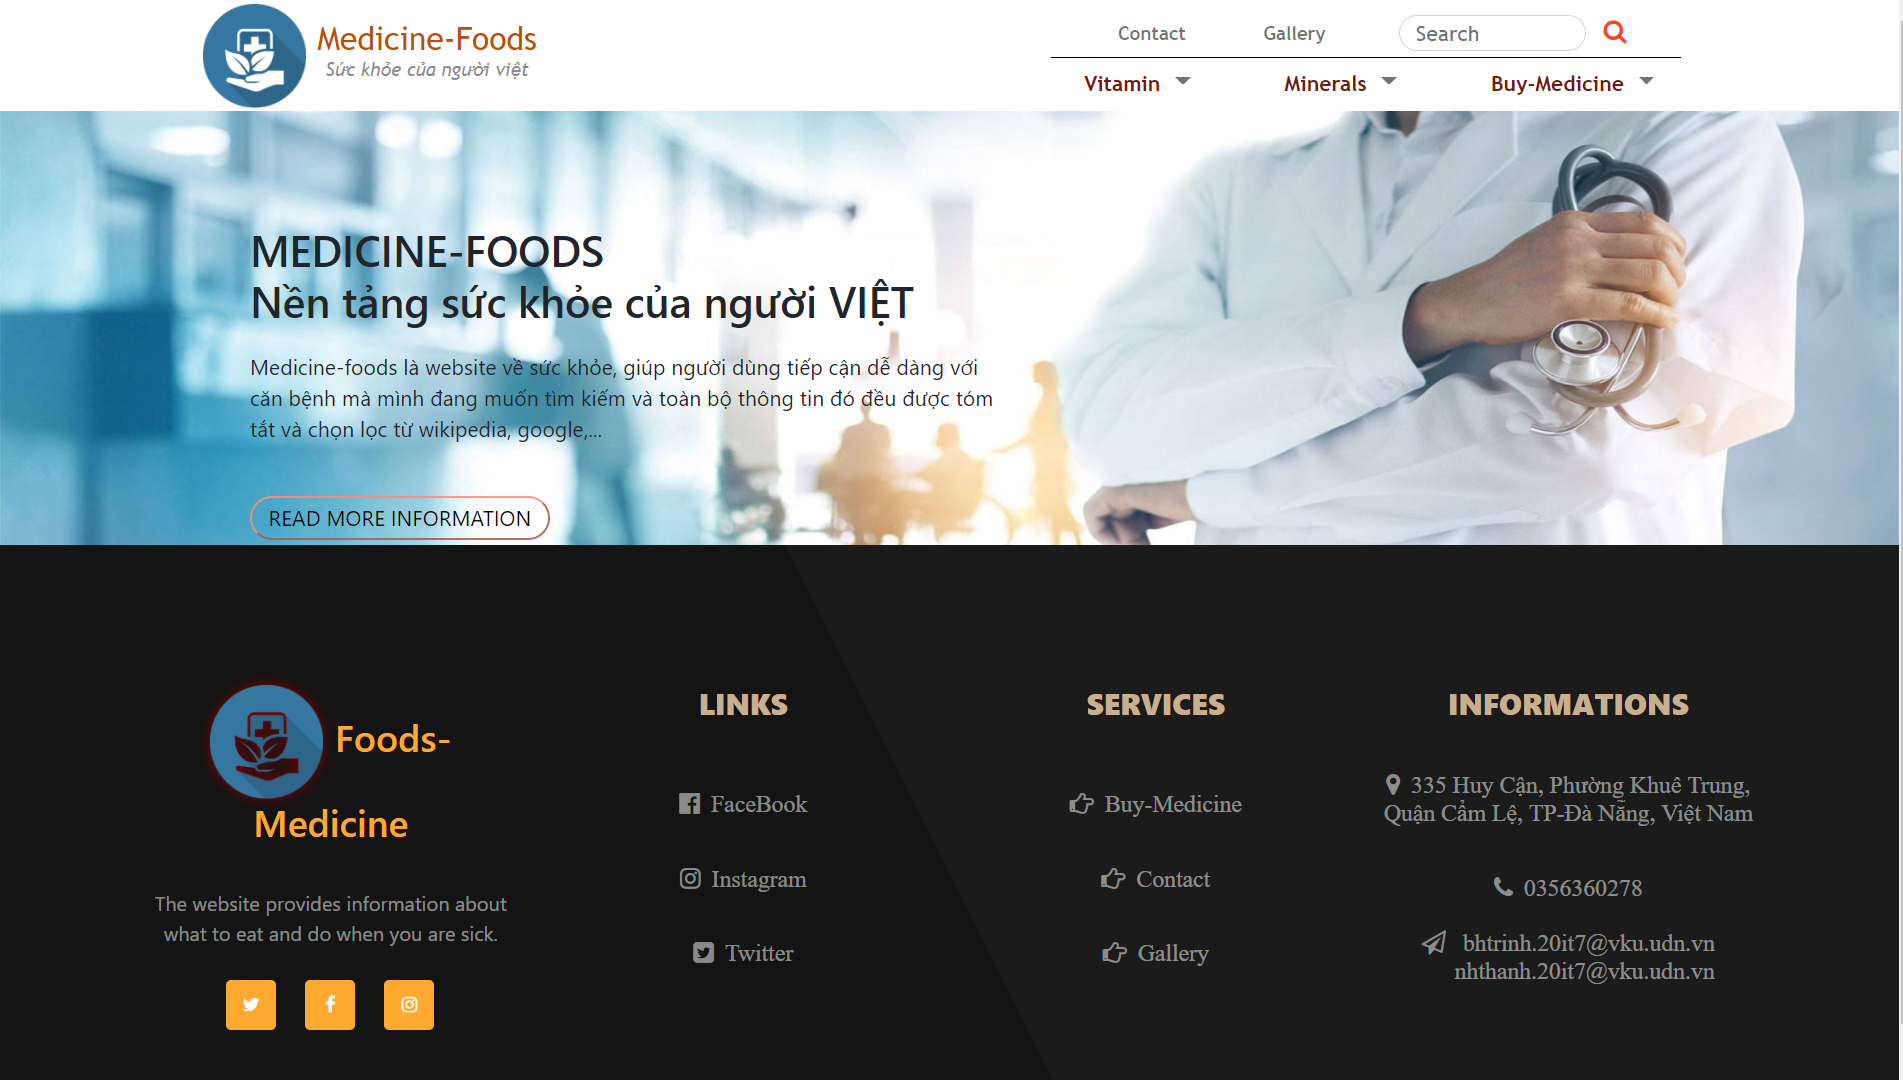 Medicine-Foods
Sức khỏe của người việt
Contact
Gallery
Search
Vitamin
Minerals
Buy-Medicine
MEDICINE-FOODS
Nền tảng sức khỏe của người VIỆT
Medicine-foods là website về sức khỏe, giúp người dùng tiếp cận dễ dàng với
căn bệnh mà mình đang muốn tìm kiếm và toàn bộ thông tin đó đều được tóm
tắt và chọn lọc từ wikipedia, google,...
READ MORE INFORMATION
Foods-
Medicine
The website provides information about
what to eat and do when you are sick.
LINKS
FaceBook
Instagram
Twitter
SERVICES
Buy-Medicine
Contact
Gallery
INFORMATIONS
335 Huy Cận, Phường Khuê Trung,
Quận Cẩm Lệ, TP-Đà Nẵng, Việt Nam
0356360278
bhtrinh.20it7@vku.udn.vn
nhthanh.20it7@vku.udn.vn